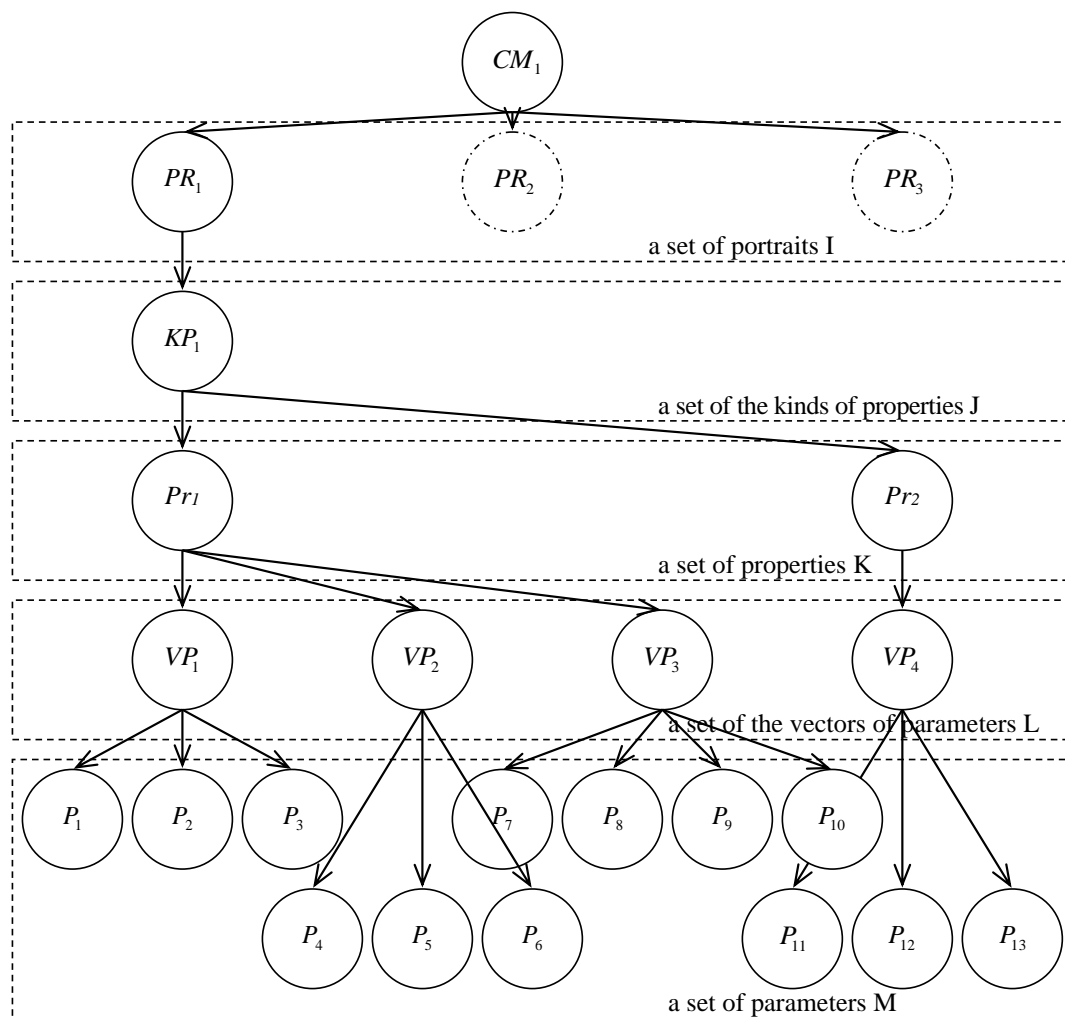 CM₁
PR₁ PR₂ PR₃
a set of portraits I
KP₁
a set of the kinds of properties J
Pr₁ Pr₂
a set of properties K
VP₁ VP₂ VP₃ VP₄
a set of the vectors of parameters L
P₁ P₂ P₃ P₇ P₈ P₉ P₁₀
P₄ P₅ P₆ P₁₁ P₁₂ P₁₃
a set of parameters M